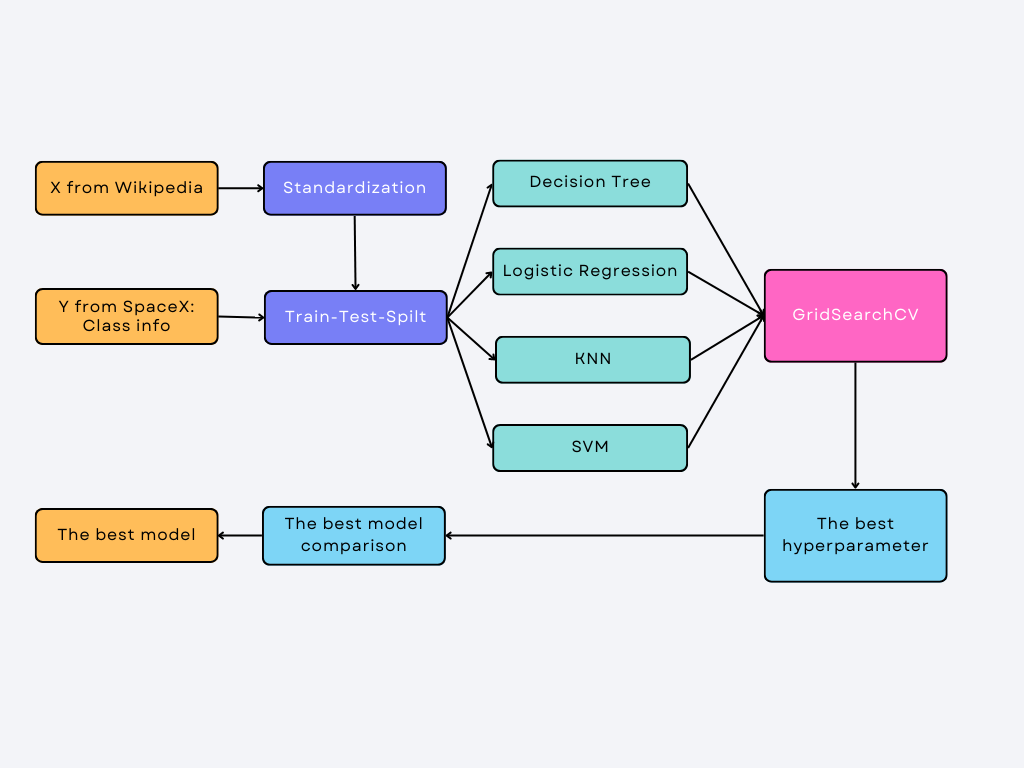 X from Wikipedia
Standardization
Decision Tree
Logistic Regression
Y from SpaceX:
Class info
Train-Test-Spilt
GridSearchCV
KNN
SVM
The best model
The best model
comparison
The best
hyperparameter